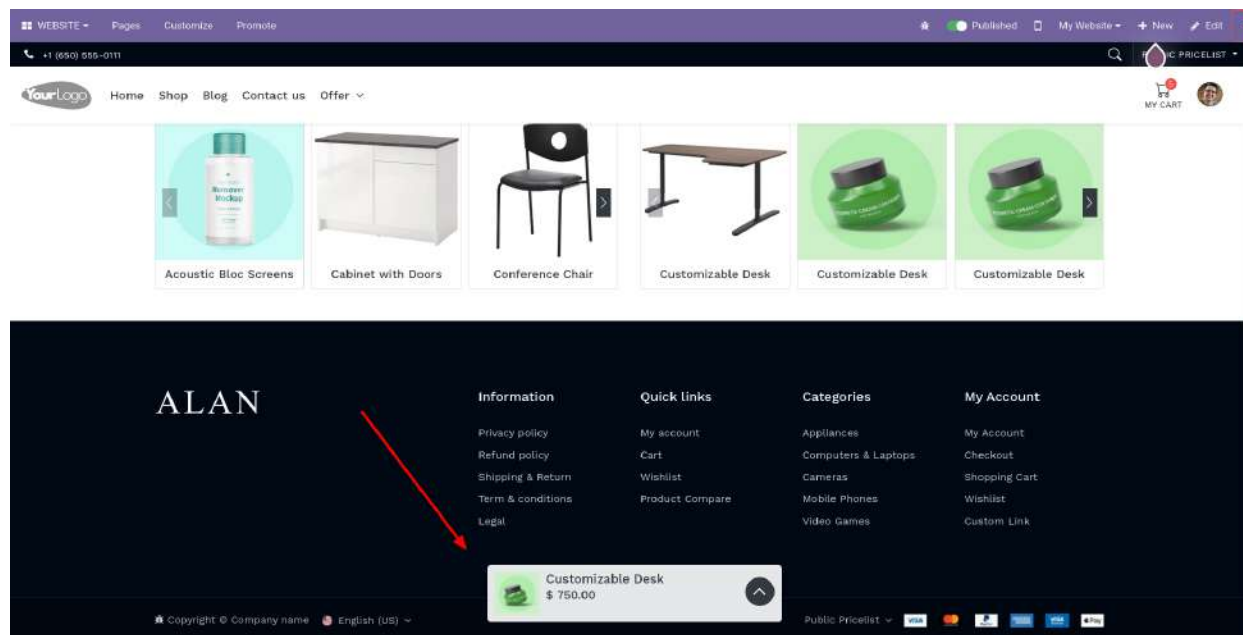 WEBSITE Pages Customize Promote Published My Website + New Edit
+1 (650) 555-0111 PRICELIST
YourLogo Home Shop Blog Contact us Offer MY CART
Remover
Mockup
Acoustic Bloc Screens Cabinet with Doors Conference Chair Customizable Desk Customizable Desk Customizable Desk
ALAN Information Quick links Categories My Account
Privacy policy My account Appliances My Account
Refund policy Cart Computers & Laptops Checkout
Shipping & Return Wishlist Cameras Shopping Cart
Term & conditions Product Compare Mobile Phones Wishlist
Legal Video Games Custom Link
Customizable Desk
$ 750.00
Copyright © Company name English (US) Public Pricelist VISA Pay